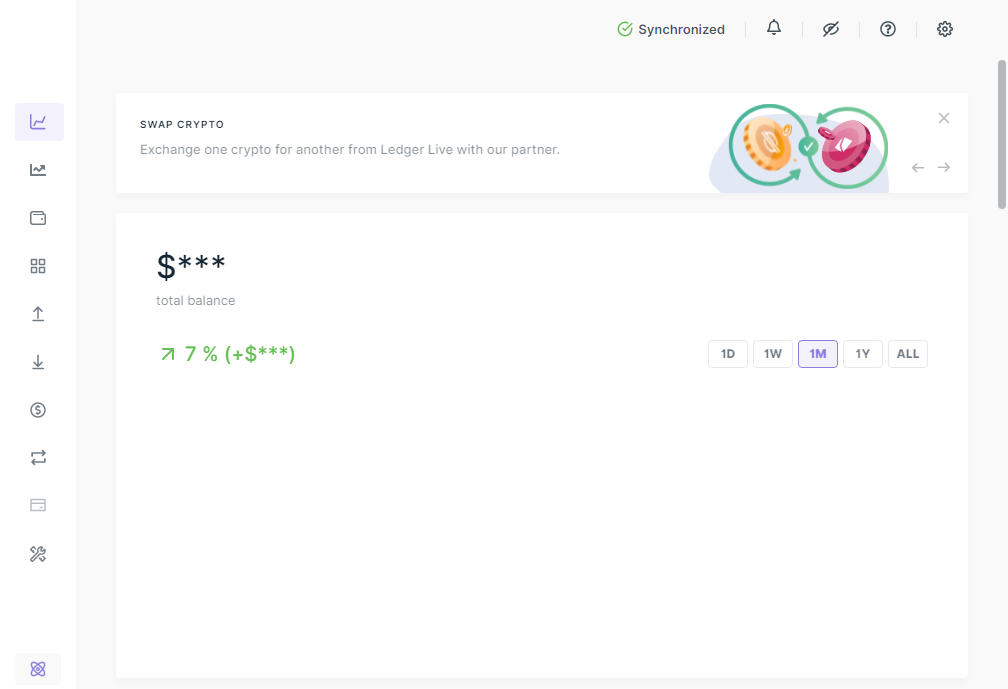 Synchronized
SWAP CRYPTO
Exchange one crypto for another from Ledger Live with our partner.
$***
total balance
7 % (+$***)
1D 1W 1M 1Y ALL